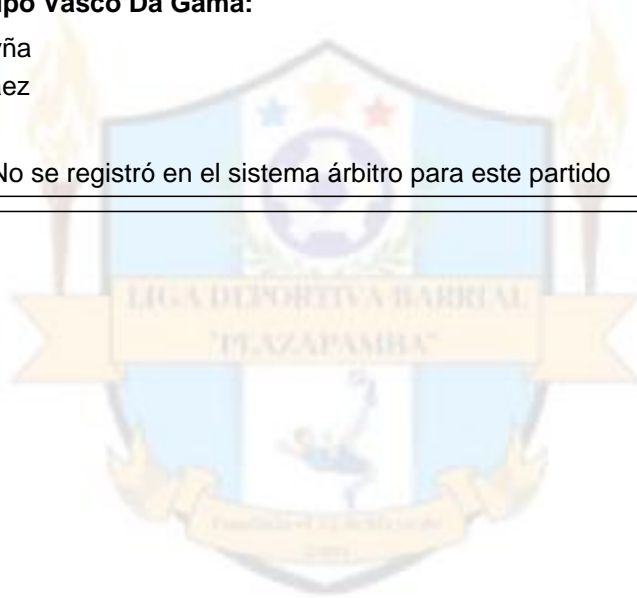 ipo Vasco Da Gama:
ña
ez
No se registró en el sistema árbitro para este partido
LIGA DEPORTIVA BARRIAL
"PLAZAPAMBA"